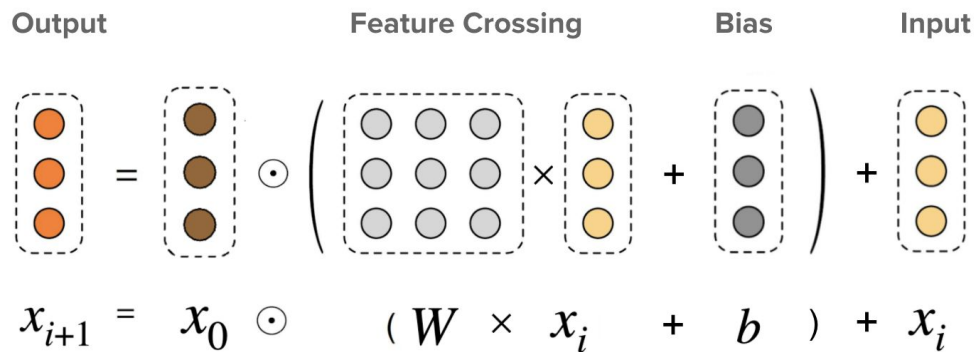 Output Feature Crossing Bias Input
= ⊙ ( × + ) +
x_{i+1} = x_0 ⊙ ( W × x_i + b ) + x_i